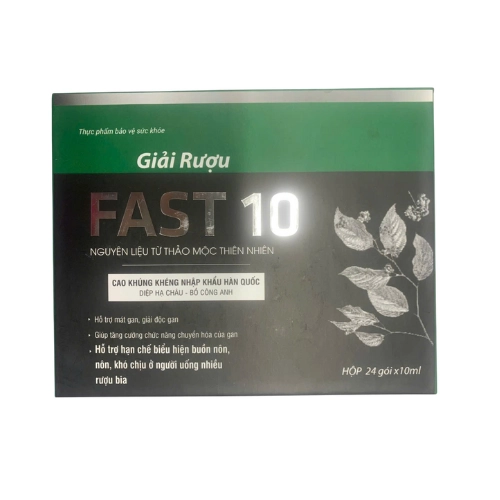 Thực phẩm bảo vệ sức khỏe
Giải Rượu
FAST 10
NGUYÊN LIỆU TỪ THẢO MỘC THIÊN NHIÊN
CAO KHÚNG KHÉNG NHẬP KHẨU HÀN QUỐC
DIỆP HẠ CHÂU - BỒ CÔNG ANH
• Hỗ trợ mát gan, giải độc gan
• Giúp tăng cường chức năng chuyển hóa của gan
• Hỗ trợ hạn chế biểu hiện buồn nôn,
nôn, khó chịu ở người uống nhiều
rượu bia
HỘP 24 gói x10ml